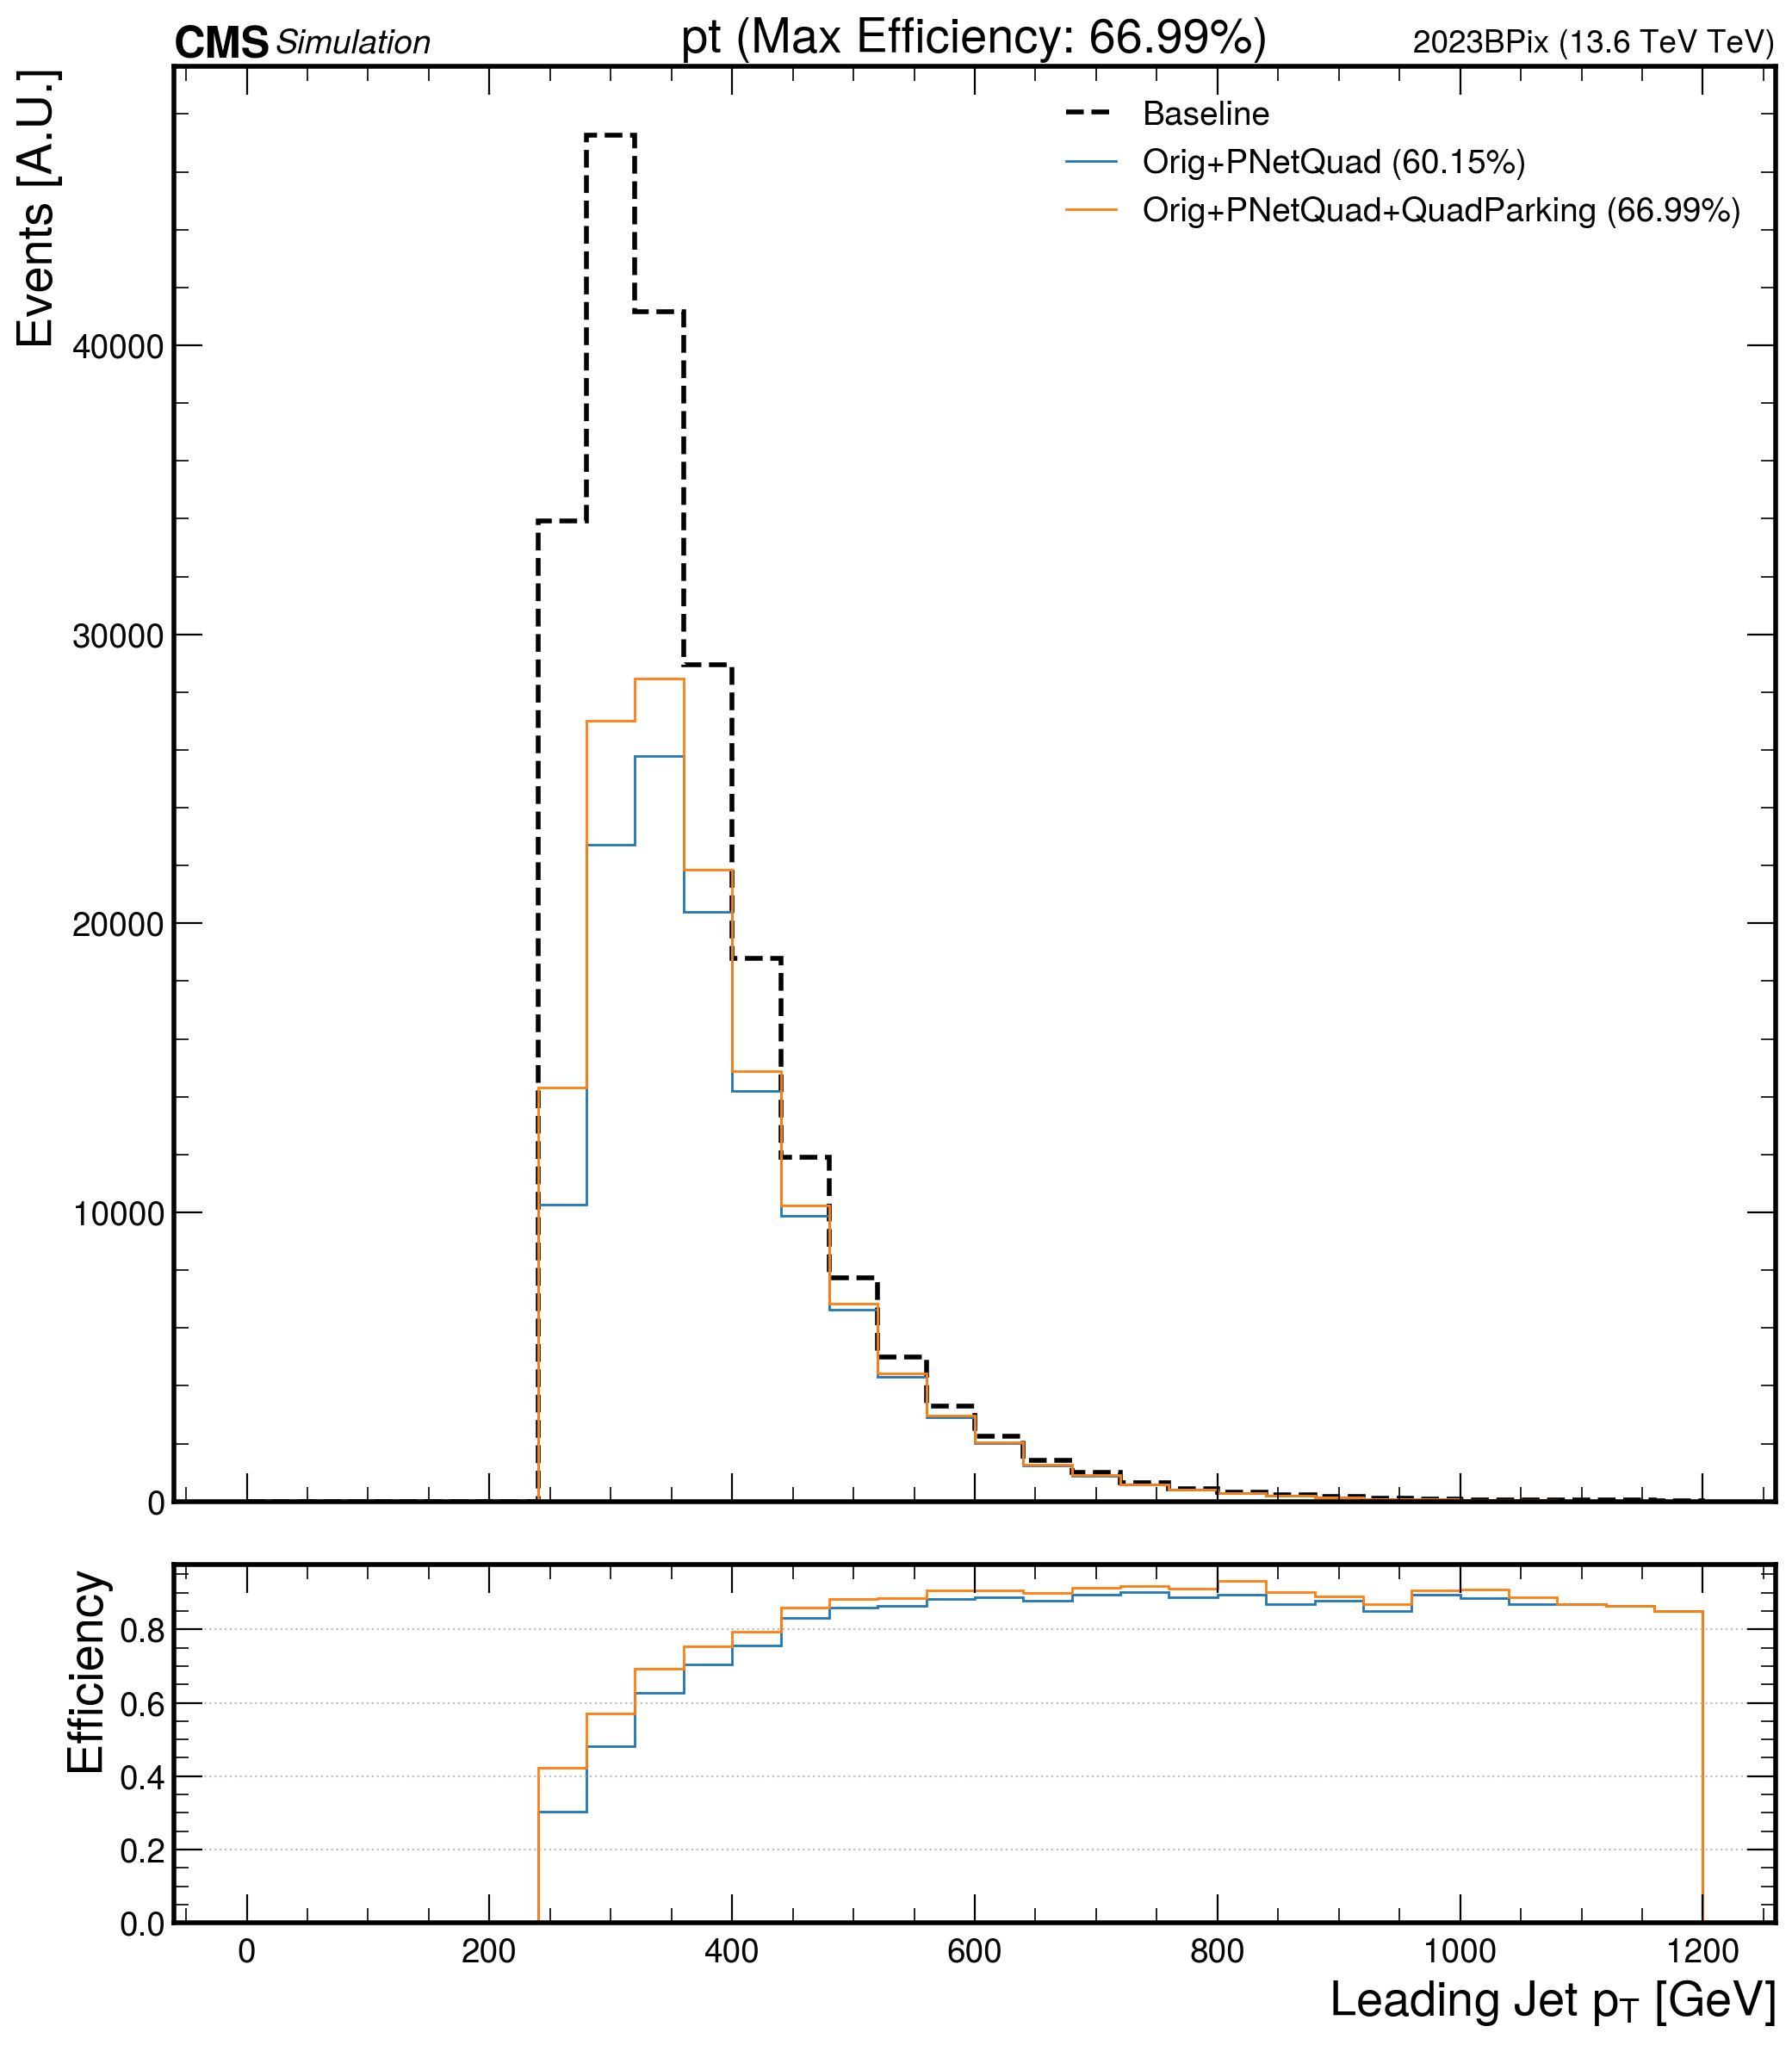 CMS Simulation pt (Max Efficiency: 66.99%) 2023BPix (13.6 TeV TeV)
Events [A.U.]
Baseline
Orig+PNetQuad (60.15%)
Orig+PNetQuad+QuadParking (66.99%)
40000
30000
20000
10000
0
Efficiency
0.8
0.6
0.4
0.2
0.0
0 200 400 600 800 1000 1200
Leading Jet pT [GeV]